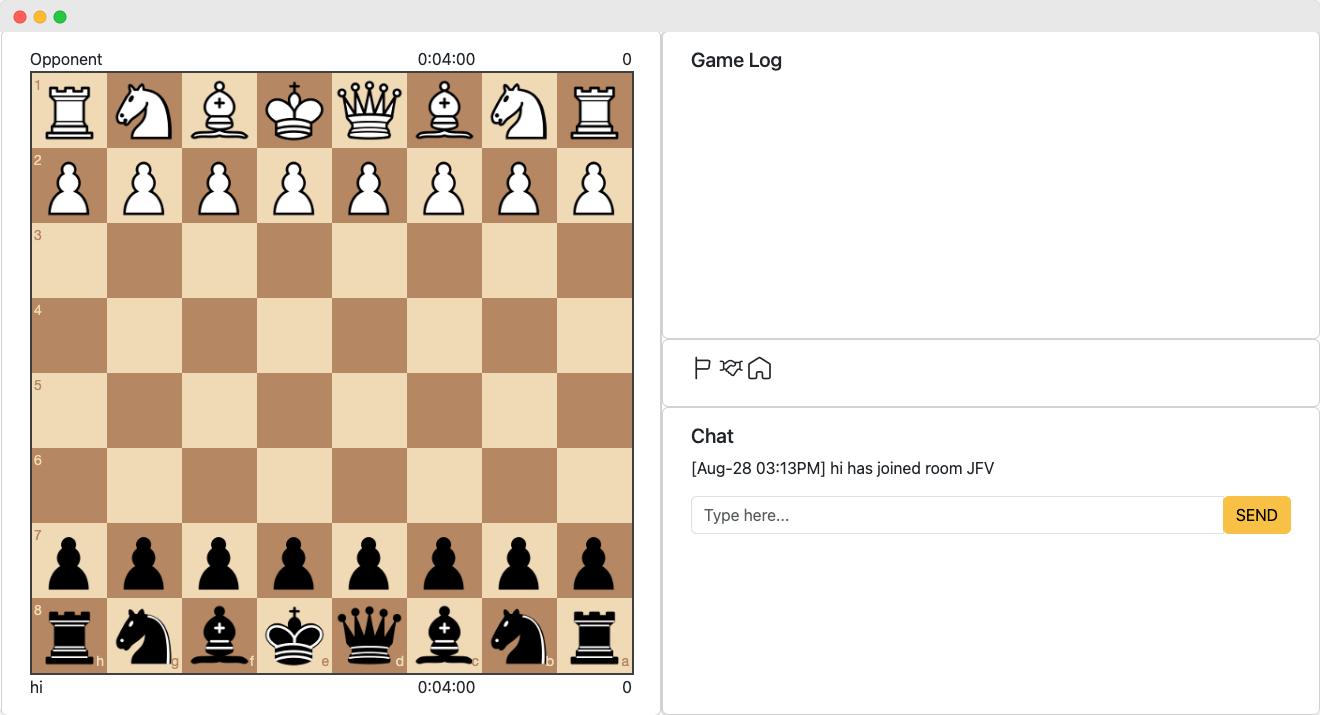 Opponent 0:04:00 0
1
2
3
4
5
6
7
8
h g f e d c b a
hi 0:04:00 0
Game Log
Chat
[Aug-28 03:13PM] hi has joined room JFV
Type here... SEND